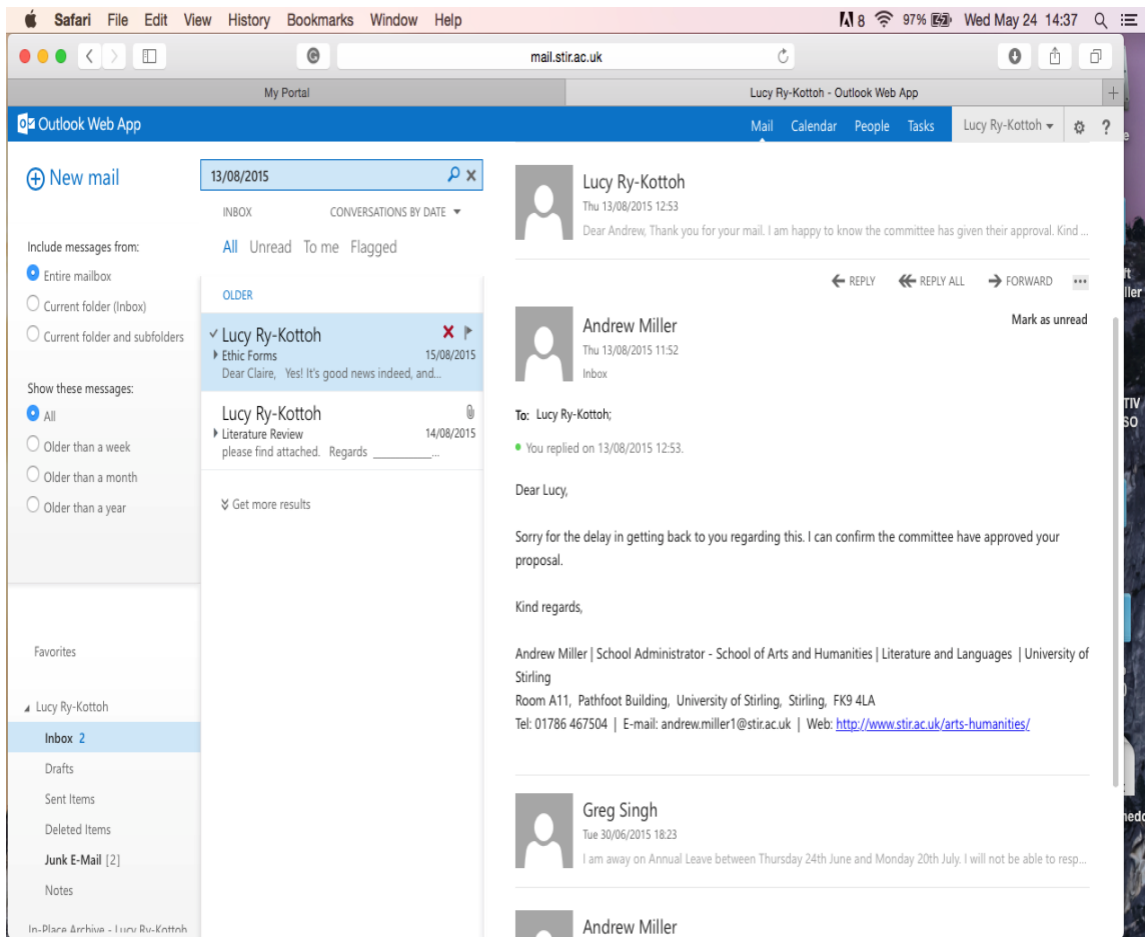 Safari File Edit View History Bookmarks Window Help
8 97% Wed May 24 14:37
mail.stir.ac.uk
My Portal
Lucy Ry-Kottoh - Outlook Web App
Outlook Web App
Mail Calendar People Tasks Lucy Ry-Kottoh ?
New mail
Include messages from:
Entire mailbox
Current folder (Inbox)
Current folder and subfolders
Show these messages:
All
Older than a week
Older than a month
Older than a year
Favorites
Lucy Ry-Kottoh
Inbox 2
Drafts
Sent Items
Deleted Items
Junk E-Mail [2]
Notes
In-Place Archive - Lucy Ry-Kottoh
13/08/2015
INBOX CONVERSATIONS BY DATE
All Unread To me Flagged
OLDER
Lucy Ry-Kottoh
Ethic Forms 15/08/2015
Dear Claire, Yes! It's good news indeed, and...
Lucy Ry-Kottoh
Literature Review 14/08/2015
please find attached. Regards __________...
Get more results
Lucy Ry-Kottoh
Thu 13/08/2015 12:53
Dear Andrew, Thank you for your mail. I am happy to know the committee has given their approval. Kind ...
REPLY REPLY ALL FORWARD ...
Andrew Miller
Mark as unread
Thu 13/08/2015 11:52
Inbox
To: Lucy Ry-Kottoh;
You replied on 13/08/2015 12:53.
Dear Lucy,
Sorry for the delay in getting back to you regarding this. I can confirm the committee have approved your
proposal.
Kind regards,
Andrew Miller | School Administrator - School of Arts and Humanities | Literature and Languages | University of
Stirling
Room A11, Pathfoot Building, University of Stirling, Stirling, FK9 4LA
Tel: 01786 467504 | E-mail: andrew.miller1@stir.ac.uk | Web: http://www.stir.ac.uk/arts-humanities/
Greg Singh
Tue 30/06/2015 18:23
I am away on Annual Leave between Thursday 24th June and Monday 20th July. I will not be able to resp...
Andrew Miller